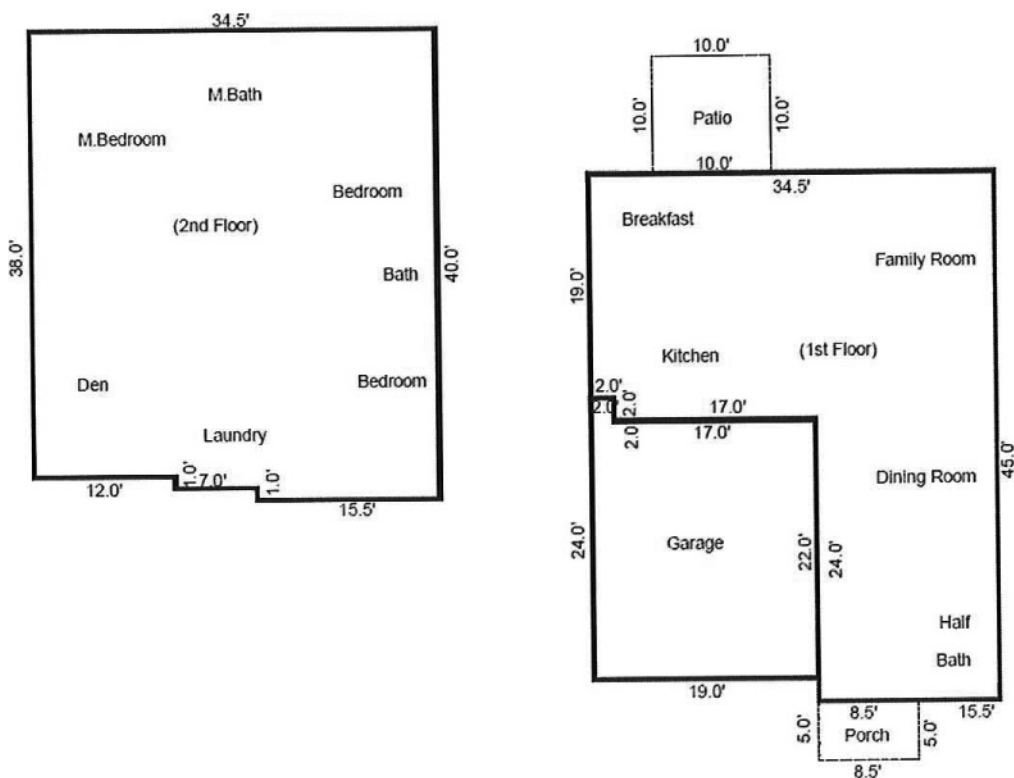 34.5'
M.Bath
M.Bedroom
Bedroom
(2nd Floor)
38.0'
Bath
40.0'
Den
Bedroom
Laundry
12.0'
1.0'
7.0'
1.0'
15.5'
10.0'
10.0'
Patio
10.0'
10.0'
34.5'
Breakfast
Family Room
19.0'
Kitchen
(1st Floor)
2.0'
2.0'
2.0'
2.0'
17.0'
17.0'
45.0'
Dining Room
24.0'
Garage
22.0'
24.0'
Half
Bath
19.0'
8.5'
15.5'
5.0'
Porch
5.0'
8.5'